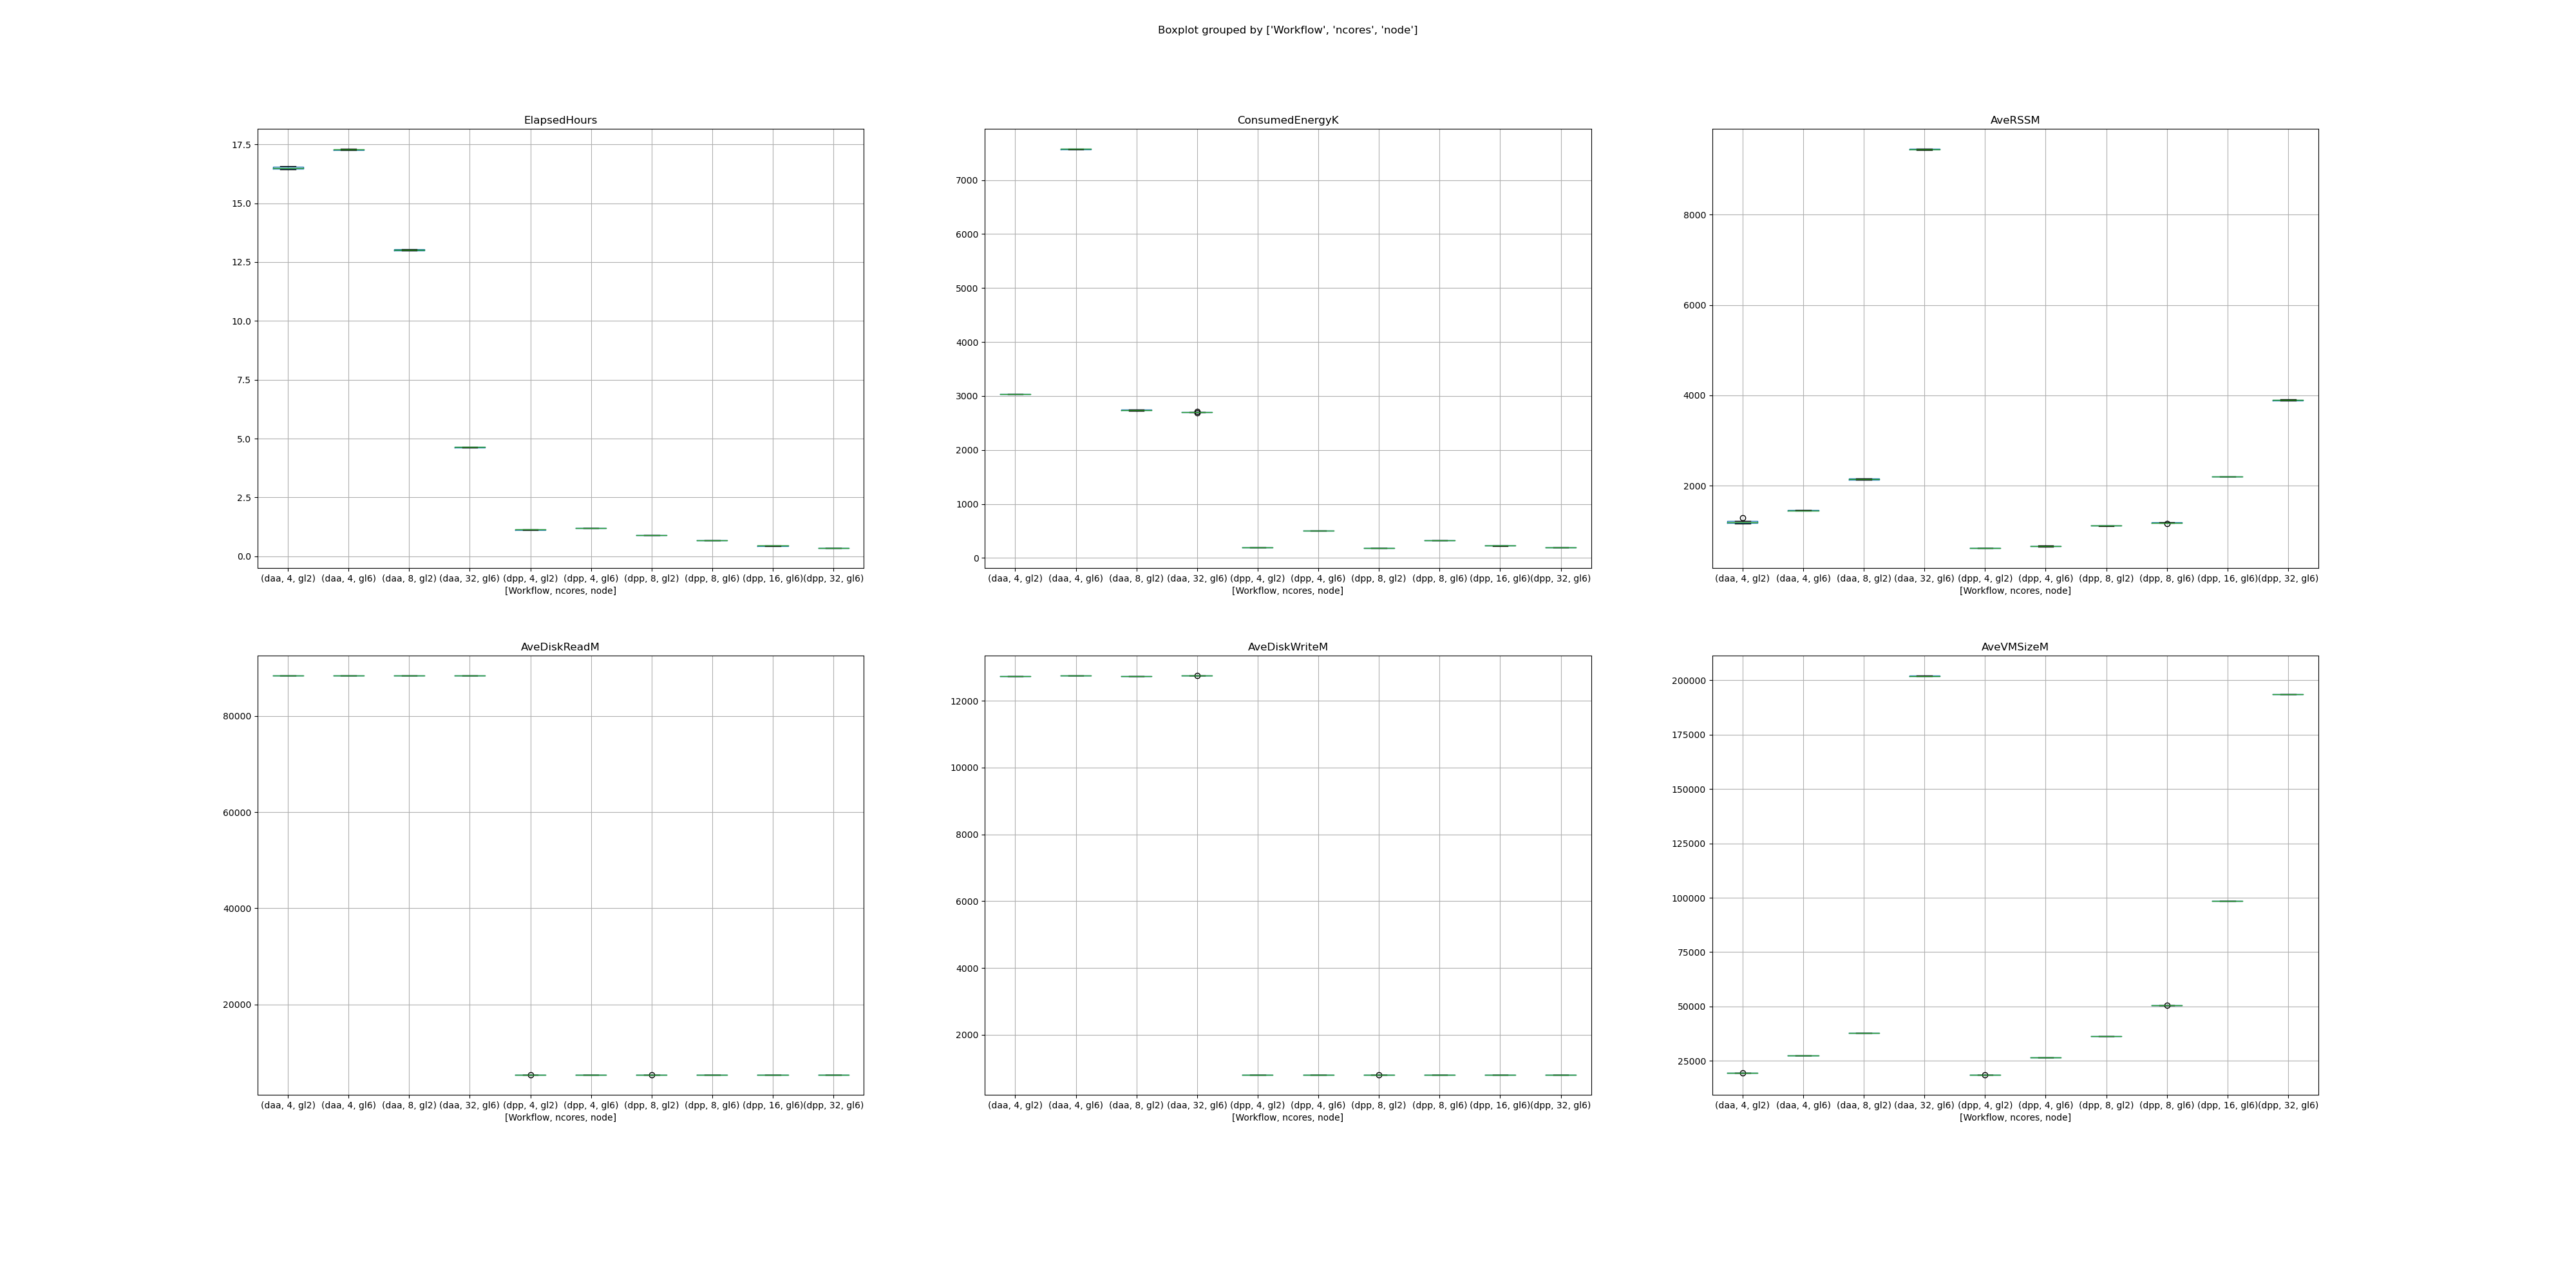 Boxplot grouped by ['Workflow', 'ncores', 'node']
ElapsedHours
17.5
15.0
12.5
10.0
7.5
5.0
2.5
0.0
(daa, 4, gl2) (daa, 4, gl6) (daa, 8, gl2) (daa, 32, gl6) (dpp, 4, gl2) (dpp, 4, gl6) (dpp, 8, gl2) (dpp, 8, gl6) (dpp, 16, gl6)(dpp, 32, gl6)
[Workflow, ncores, node]
ConsumedEnergyK
7000
6000
5000
4000
3000
2000
1000
0
(daa, 4, gl2) (daa, 4, gl6) (daa, 8, gl2) (daa, 32, gl6) (dpp, 4, gl2) (dpp, 4, gl6) (dpp, 8, gl2) (dpp, 8, gl6) (dpp, 16, gl6)(dpp, 32, gl6)
[Workflow, ncores, node]
AveRSSM
8000
6000
4000
2000
(daa, 4, gl2) (daa, 4, gl6) (daa, 8, gl2) (daa, 32, gl6) (dpp, 4, gl2) (dpp, 4, gl6) (dpp, 8, gl2) (dpp, 8, gl6) (dpp, 16, gl6)(dpp, 32, gl6)
[Workflow, ncores, node]
AveDiskReadM
80000
60000
40000
20000
(daa, 4, gl2) (daa, 4, gl6) (daa, 8, gl2) (daa, 32, gl6) (dpp, 4, gl2) (dpp, 4, gl6) (dpp, 8, gl2) (dpp, 8, gl6) (dpp, 16, gl6)(dpp, 32, gl6)
[Workflow, ncores, node]
AveDiskWriteM
12000
10000
8000
6000
4000
2000
(daa, 4, gl2) (daa, 4, gl6) (daa, 8, gl2) (daa, 32, gl6) (dpp, 4, gl2) (dpp, 4, gl6) (dpp, 8, gl2) (dpp, 8, gl6) (dpp, 16, gl6)(dpp, 32, gl6)
[Workflow, ncores, node]
AveVMSizeM
200000
175000
150000
125000
100000
75000
50000
25000
(daa, 4, gl2) (daa, 4, gl6) (daa, 8, gl2) (daa, 32, gl6) (dpp, 4, gl2) (dpp, 4, gl6) (dpp, 8, gl2) (dpp, 8, gl6) (dpp, 16, gl6)(dpp, 32, gl6)
[Workflow, ncores, node]